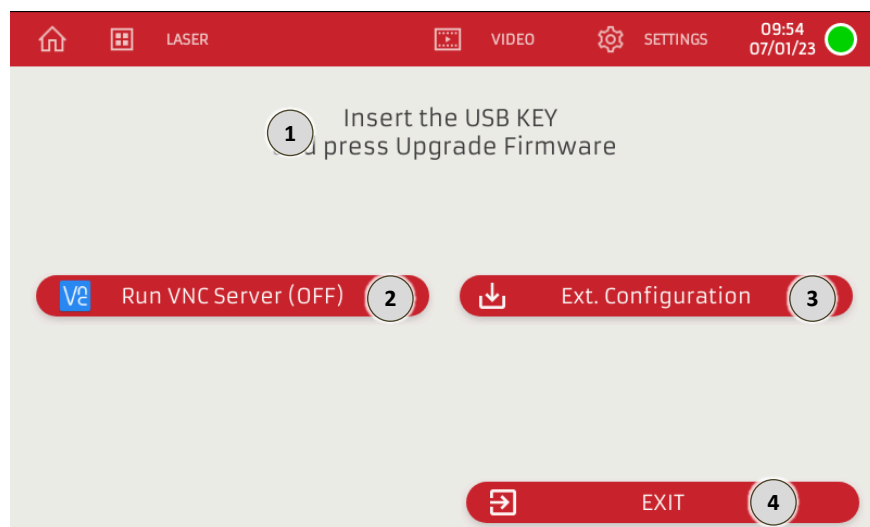 LASER
VIDEO
SETTINGS
09:54
07/01/23
Insert the USB KEY
1
press Upgrade Firmware
Run VNC Server (OFF)
2
Ext. Configuration
3
EXIT
4